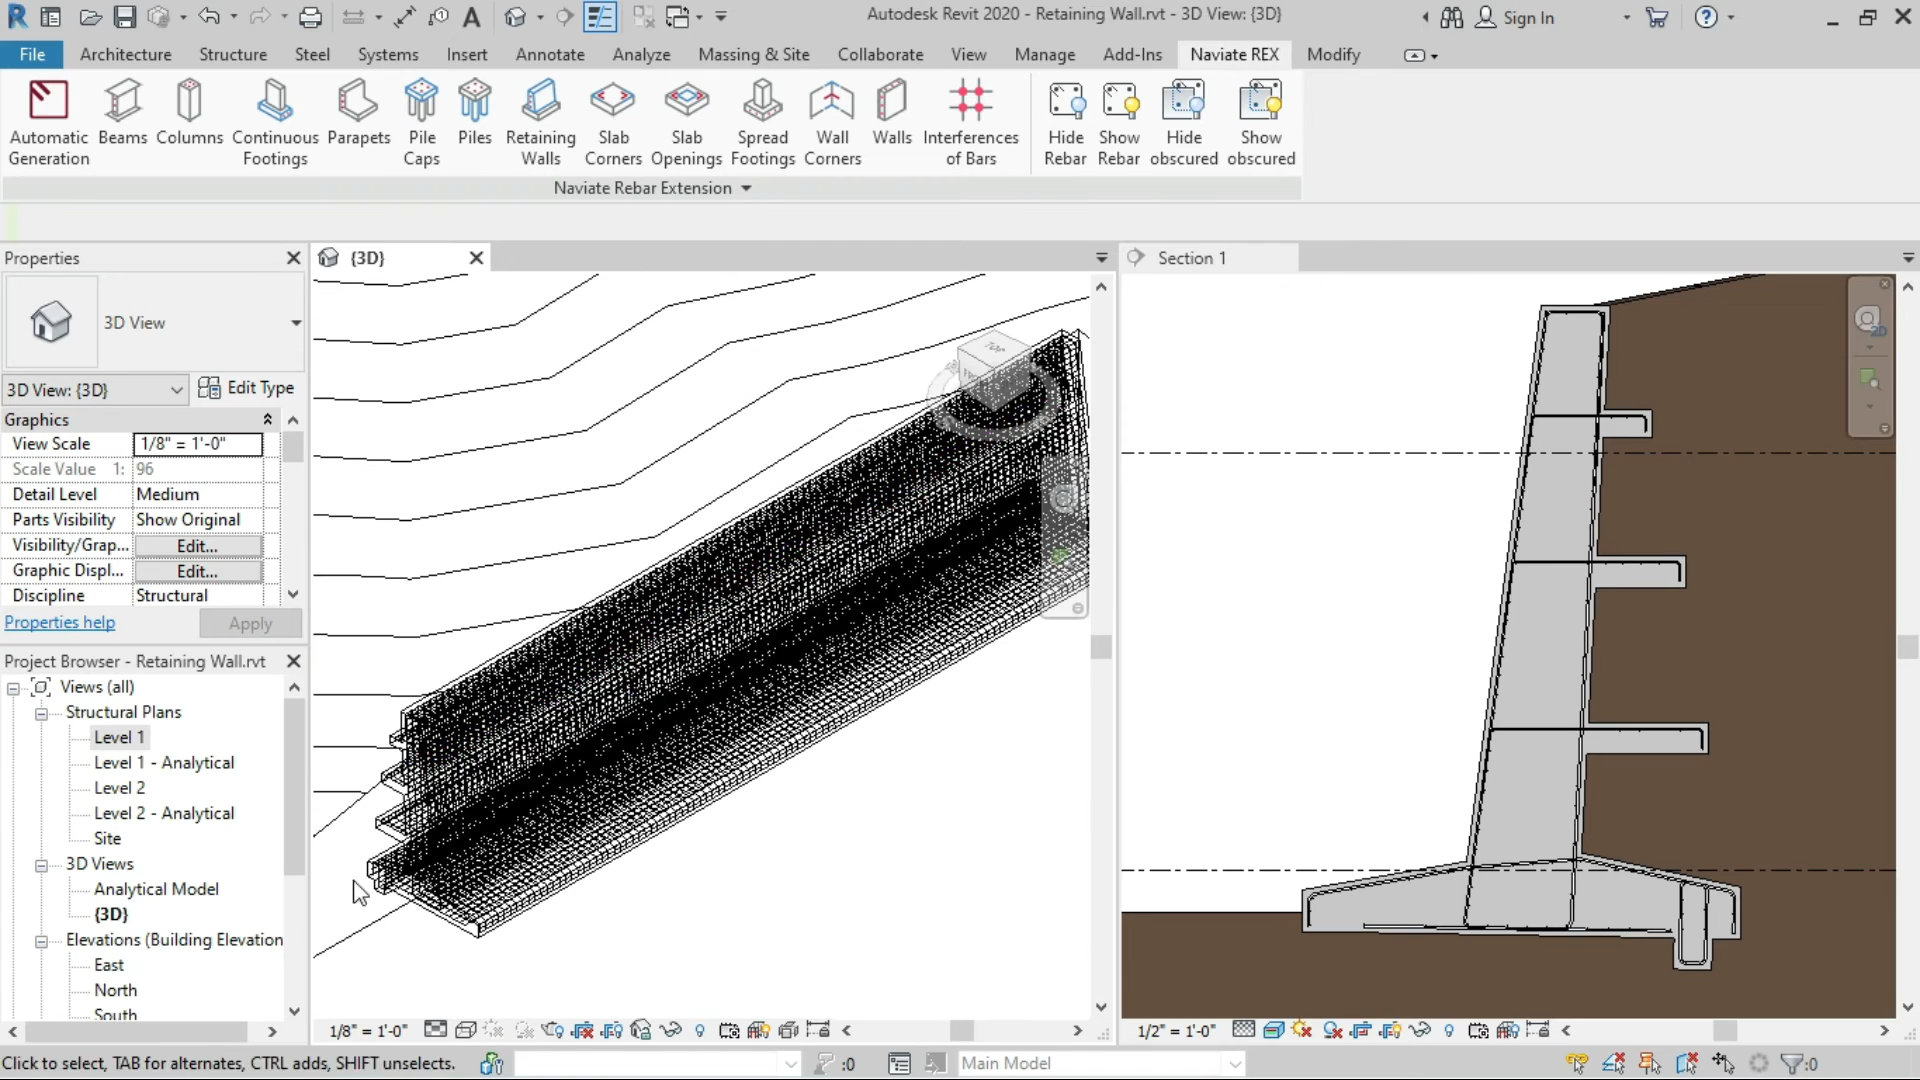 Autodesk Revit 2020 - Retaining Wall.rvt - 3D View: {3D}
Sign In
File Architecture Structure Steel Systems Insert Annotate Analyze Massing & Site Collaborate View Manage Add-Ins Naviate REX Modify
Automatic Generation
Beams
Columns
Continuous Footings
Parapets
Pile Caps
Piles
Retaining Walls
Slab Corners
Slab Openings
Spread Footings
Wall Corners
Walls
Interferences of Bars
Hide Rebar
Show Rebar
Hide obscured
Show obscured
Naviate Rebar Extension
Properties
3D View
3D View: {3D}
Edit Type
Graphics
View Scale 1/8" = 1'-0"
Scale Value 1: 96
Detail Level Medium
Parts Visibility Show Original
Visibility/Grap... Edit...
Graphic Displ... Edit...
Discipline Structural
Properties help
Apply
Project Browser - Retaining Wall.rvt
Views (all)
Structural Plans
Level 1
Level 1 - Analytical
Level 2
Level 2 - Analytical
Site
3D Views
Analytical Model
{3D}
Elevations (Building Elevation
East
North
South
{3D}
TOP
1/8" = 1'-0"
Section 1
2D
1/2" = 1'-0"
Click to select, TAB for alternates, CTRL adds, SHIFT unselects.
:0
Main Model
:0